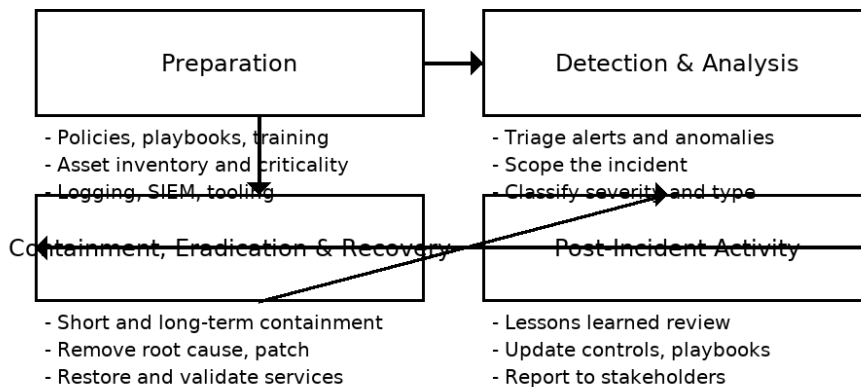 Preparation
- Policies, playbooks, training
- Asset inventory and criticality
- Logging, SIEM, tooling
Detection & Analysis
- Triage alerts and anomalies
- Scope the incident
- Classify severity and type
Containment, Eradication & Recovery
- Short and long-term containment
- Remove root cause, patch
- Restore and validate services
Post-Incident Activity
- Lessons learned review
- Update controls, playbooks
- Report to stakeholders